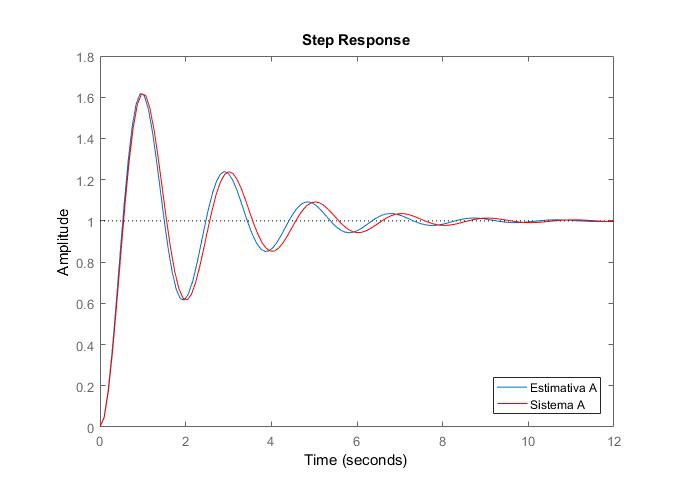 Step Response
1.8
1.6
1.4
1.2
1
0.8
0.6
0.4
0.2
0
Amplitude
Estimativa A
Sistema A
0 2 4 6 8 10 12
Time (seconds)